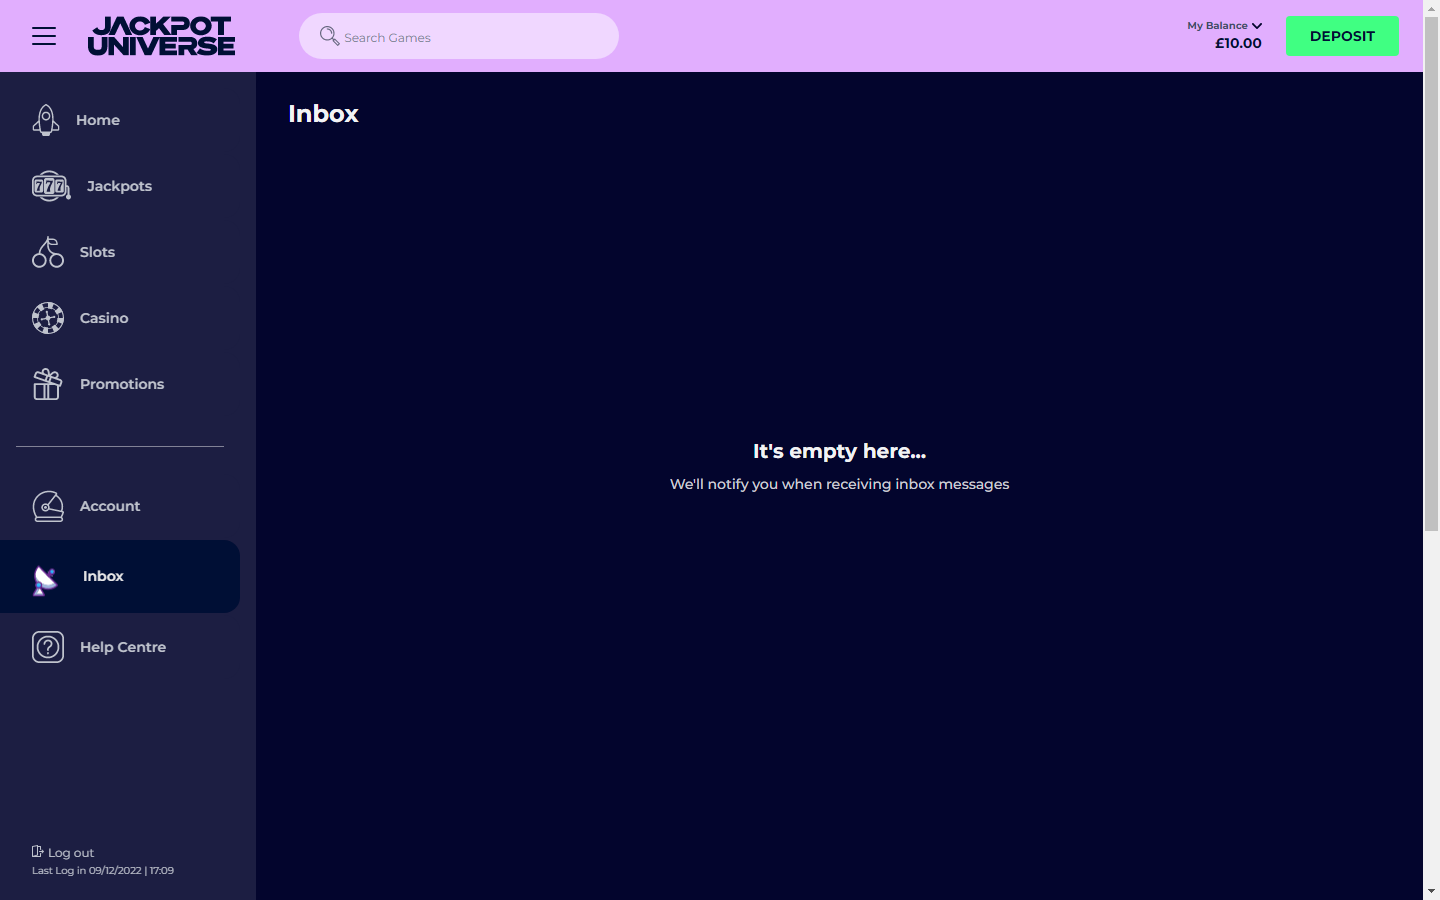 JACKPOT
UNIVERSE
Search Games
My Balance
£10.00
DEPOSIT
Home
777
Jackpots
Slots
Casino
Promotions
Account
Inbox
?
Help Centre
Log out
Last Log in 09/12/2022 | 17:09
Inbox
It's empty here...
We'll notify you when receiving inbox messages